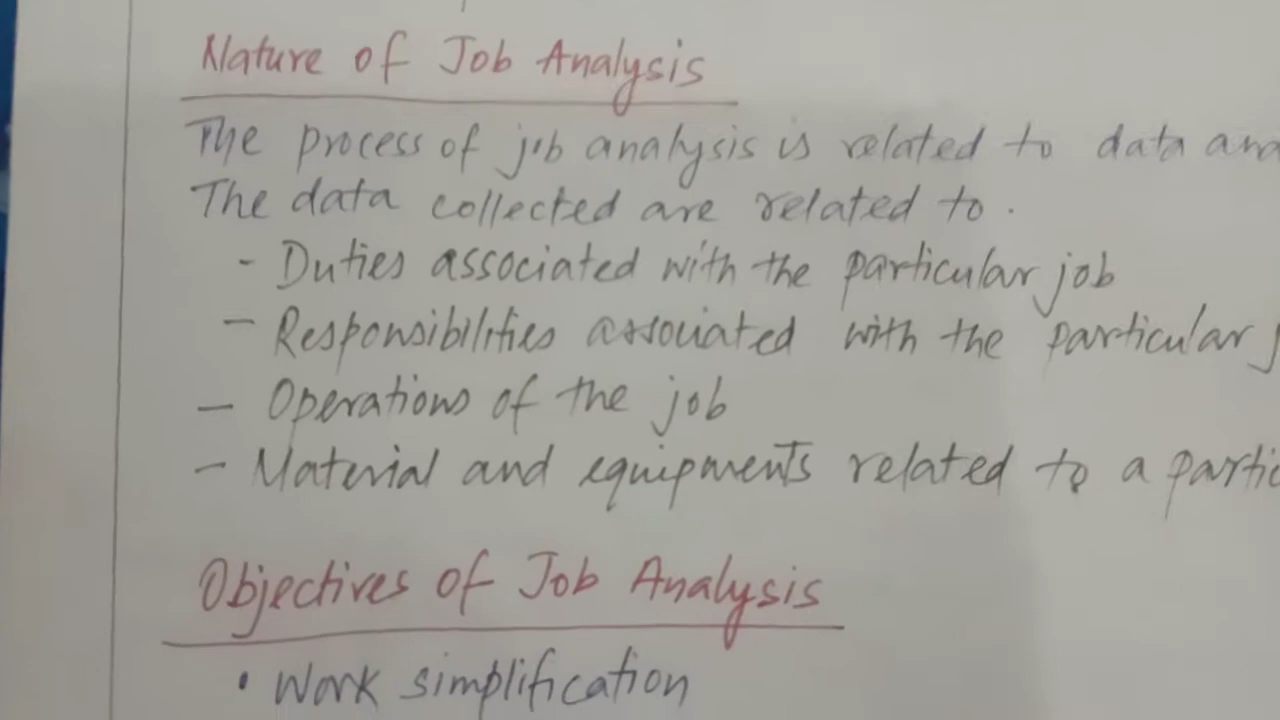 Nature of Job Analysis
The process of job analysis is related to data
The data collected are related to.
- Duties associated with the particular job
- Responsibilities associated with the particular
- Operations of the job
- Material and equipments related to a
Objectives of Job Analysis
• Work simplification